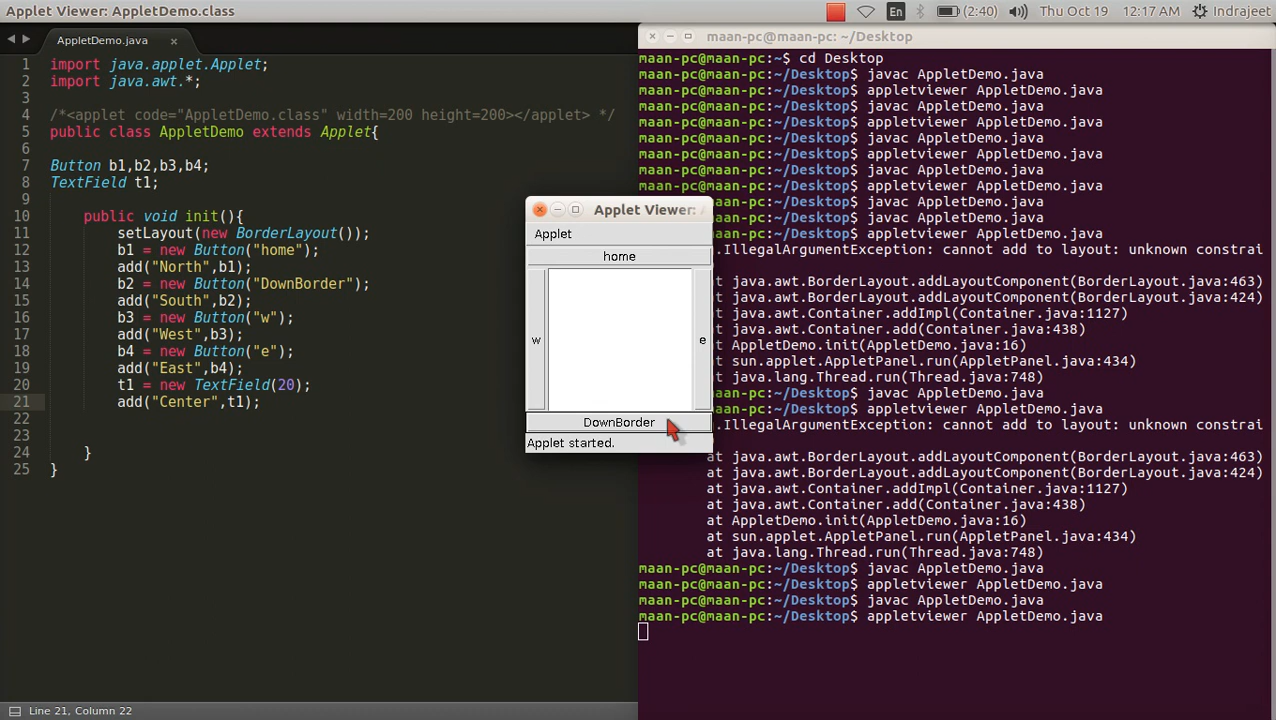 Applet Viewer: AppletDemo.class
En
(2:40)
Thu Oct 19
12:17 AM
Indrajeet
AppletDemo.java
1 import java.applet.Applet;
2 import java.awt.*;
3
4 /*<applet code="AppletDemo.class" width=200 height=200></applet> */
5 public class AppletDemo extends Applet{
6
7 Button b1,b2,b3,b4;
8 TextField t1;
9
10 public void init(){
11 setLayout(new BorderLayout());
12 b1 = new Button("home");
13 add("North",b1);
14 b2 = new Button("DownBorder");
15 add("South",b2);
16 b3 = new Button("w");
17 add("West",b3);
18 b4 = new Button("e");
19 add("East",b4);
20 t1 = new TextField(20);
21 add("Center",t1);
22
23
24 }
25 }
Line 21, Column 22
Applet Viewer:
Applet
home
w
e
DownBorder
Applet started.
maan-pc@maan-pc: ~/Desktop
maan-pc@maan-pc:~$ cd Desktop
maan-pc@maan-pc:~/Desktop$ javac AppletDemo.java
maan-pc@maan-pc:~/Desktop$ appletviewer AppletDemo.java
maan-pc@maan-pc:~/Desktop$ javac AppletDemo.java
maan-pc@maan-pc:~/Desktop$ appletviewer AppletDemo.java
maan-pc@maan-pc:~/Desktop$ javac AppletDemo.java
maan-pc@maan-pc:~/Desktop$ appletviewer AppletDemo.java
maan-pc@maan-pc:~/Desktop$ javac AppletDemo.java
maan-pc@maan-pc:~/Desktop$ appletviewer AppletDemo.java
AppletDemo.java
AppletDemo.java
appletviewer AppletDemo.java
.IllegalArgumentException: cannot add to layout: unknown constrai
t java.awt.BorderLayout.addLayoutComponent(BorderLayout.java:463)
t java.awt.BorderLayout.addLayoutComponent(BorderLayout.java:424)
t java.awt.Container.addImpl(Container.java:1127)
t java.awt.Container.add(Container.java:438)
t AppletDemo.init(AppletDemo.java:16)
t sun.applet.AppletPanel.run(AppletPanel.java:434)
t java.lang.Thread.run(Thread.java:748)
javac AppletDemo.java
appletviewer AppletDemo.java
.IllegalArgumentException: cannot add to layout: unknown constrai
at java.awt.BorderLayout.addLayoutComponent(BorderLayout.java:463)
at java.awt.BorderLayout.addLayoutComponent(BorderLayout.java:424)
at java.awt.Container.addImpl(Container.java:1127)
at java.awt.Container.add(Container.java:438)
at AppletDemo.init(AppletDemo.java:16)
at sun.applet.AppletPanel.run(AppletPanel.java:434)
at java.lang.Thread.run(Thread.java:748)
maan-pc@maan-pc:~/Desktop$ javac AppletDemo.java
maan-pc@maan-pc:~/Desktop$ appletviewer AppletDemo.java
maan-pc@maan-pc:~/Desktop$ javac AppletDemo.java
maan-pc@maan-pc:~/Desktop$ appletviewer AppletDemo.java